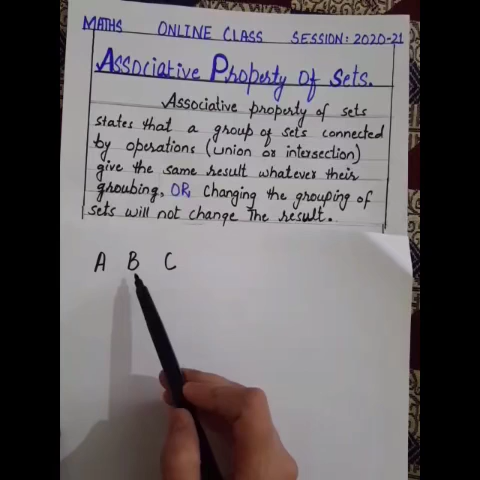 MATHS ONLINE CLASS SESSION: 2020-21
Associative Property Of Sets.
Associative property of sets
states that a group of sets connected
by operations (union or intersection)
give the same result whatever their
groubing, OR, Changing the grouping of
sets will not change The result.
A B C